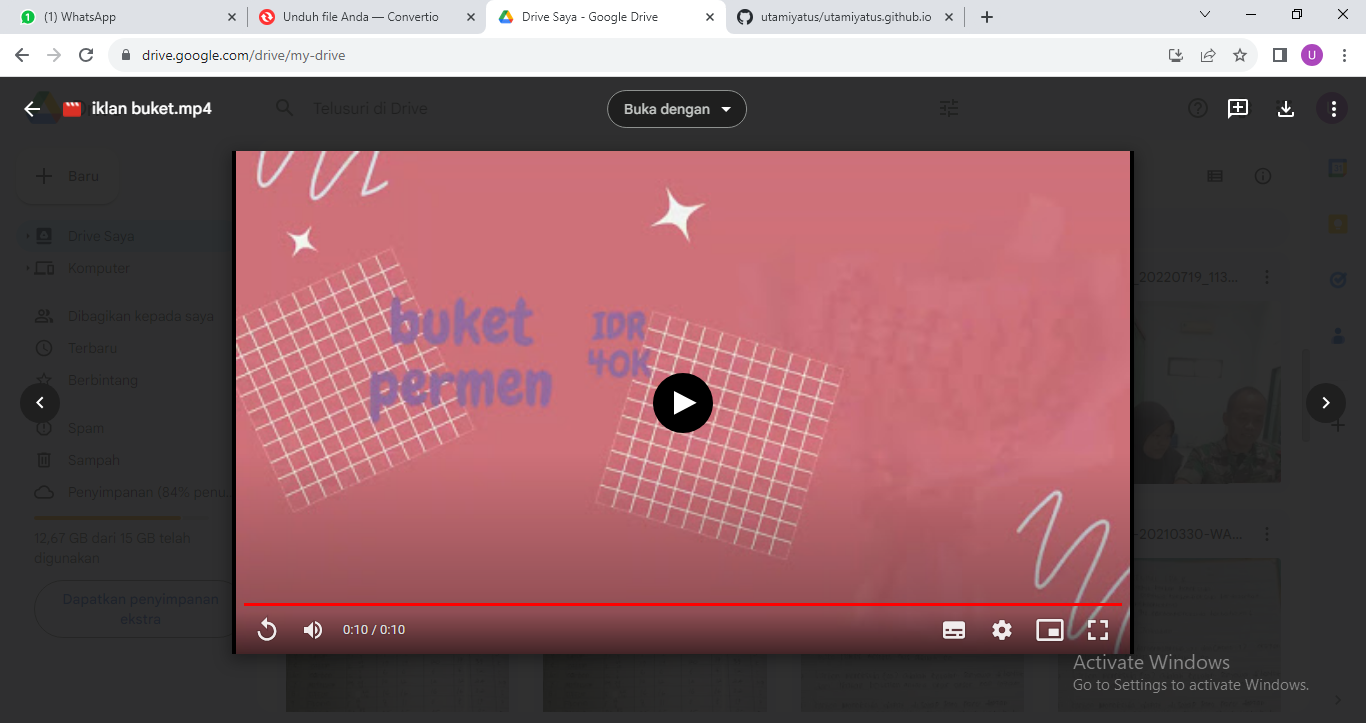 (1) WhatsApp
Unduh file Anda — Convertio
Drive Saya - Google Drive
utamiyatus/utamiyatus.github.io
drive.google.com/drive/my-drive
U
iklan buket.mp4
Telusuri di Drive
Buka dengan
Baru
Drive Saya
Komputer
Dibagikan kepada saya
Terbaru
Berbintang
Spam
Sampah
Penyimpanan (84% penu...
12,67 GB dari 15 GB telah
digunakan
Dapatkan penyimpanan
ekstra
buket
permen
IDR
40K
_20220719_113...
-20210330-WA...
0:10 / 0:10
Activate Windows
Go to Settings to activate Windows.